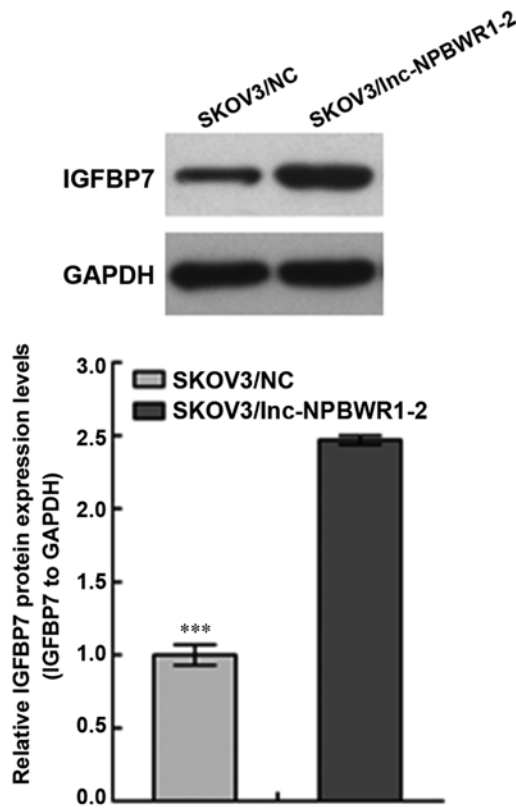 SKOV3/NC
SKOV3/lnc-NPBWR1-2
IGFBP7
GAPDH
Relative IGFBP7 protein expression levels
(IGFBP7 to GAPDH)
3.0
2.5
2.0
1.5
1.0
0.5
0.0
SKOV3/NC
SKOV3/lnc-NPBWR1-2
***